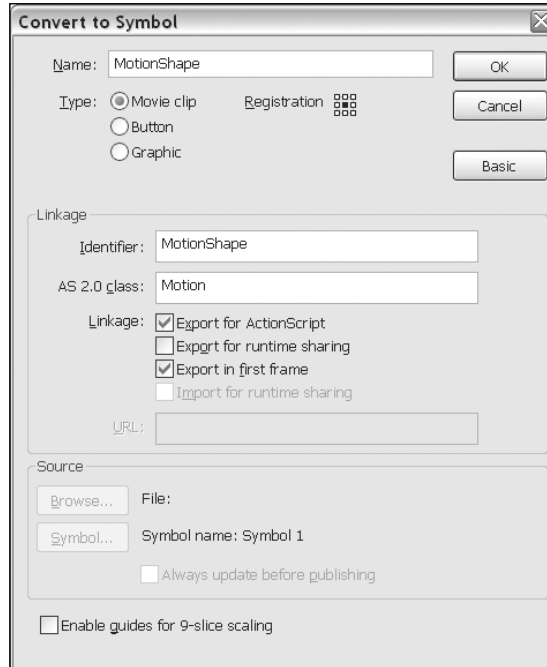 Convert to Symbol
Name: MotionShape
OK
Type: Movie clip Registration
Cancel
Button
Graphic
Basic
Linkage
Identifier: MotionShape
AS 2.0 class: Motion
Linkage: Export for ActionScript
Export for runtime sharing
Export in first frame
Import for runtime sharing
URL:
Source
Browse... File:
Symbol... Symbol name: Symbol 1
Always update before publishing
Enable guides for 9-slice scaling